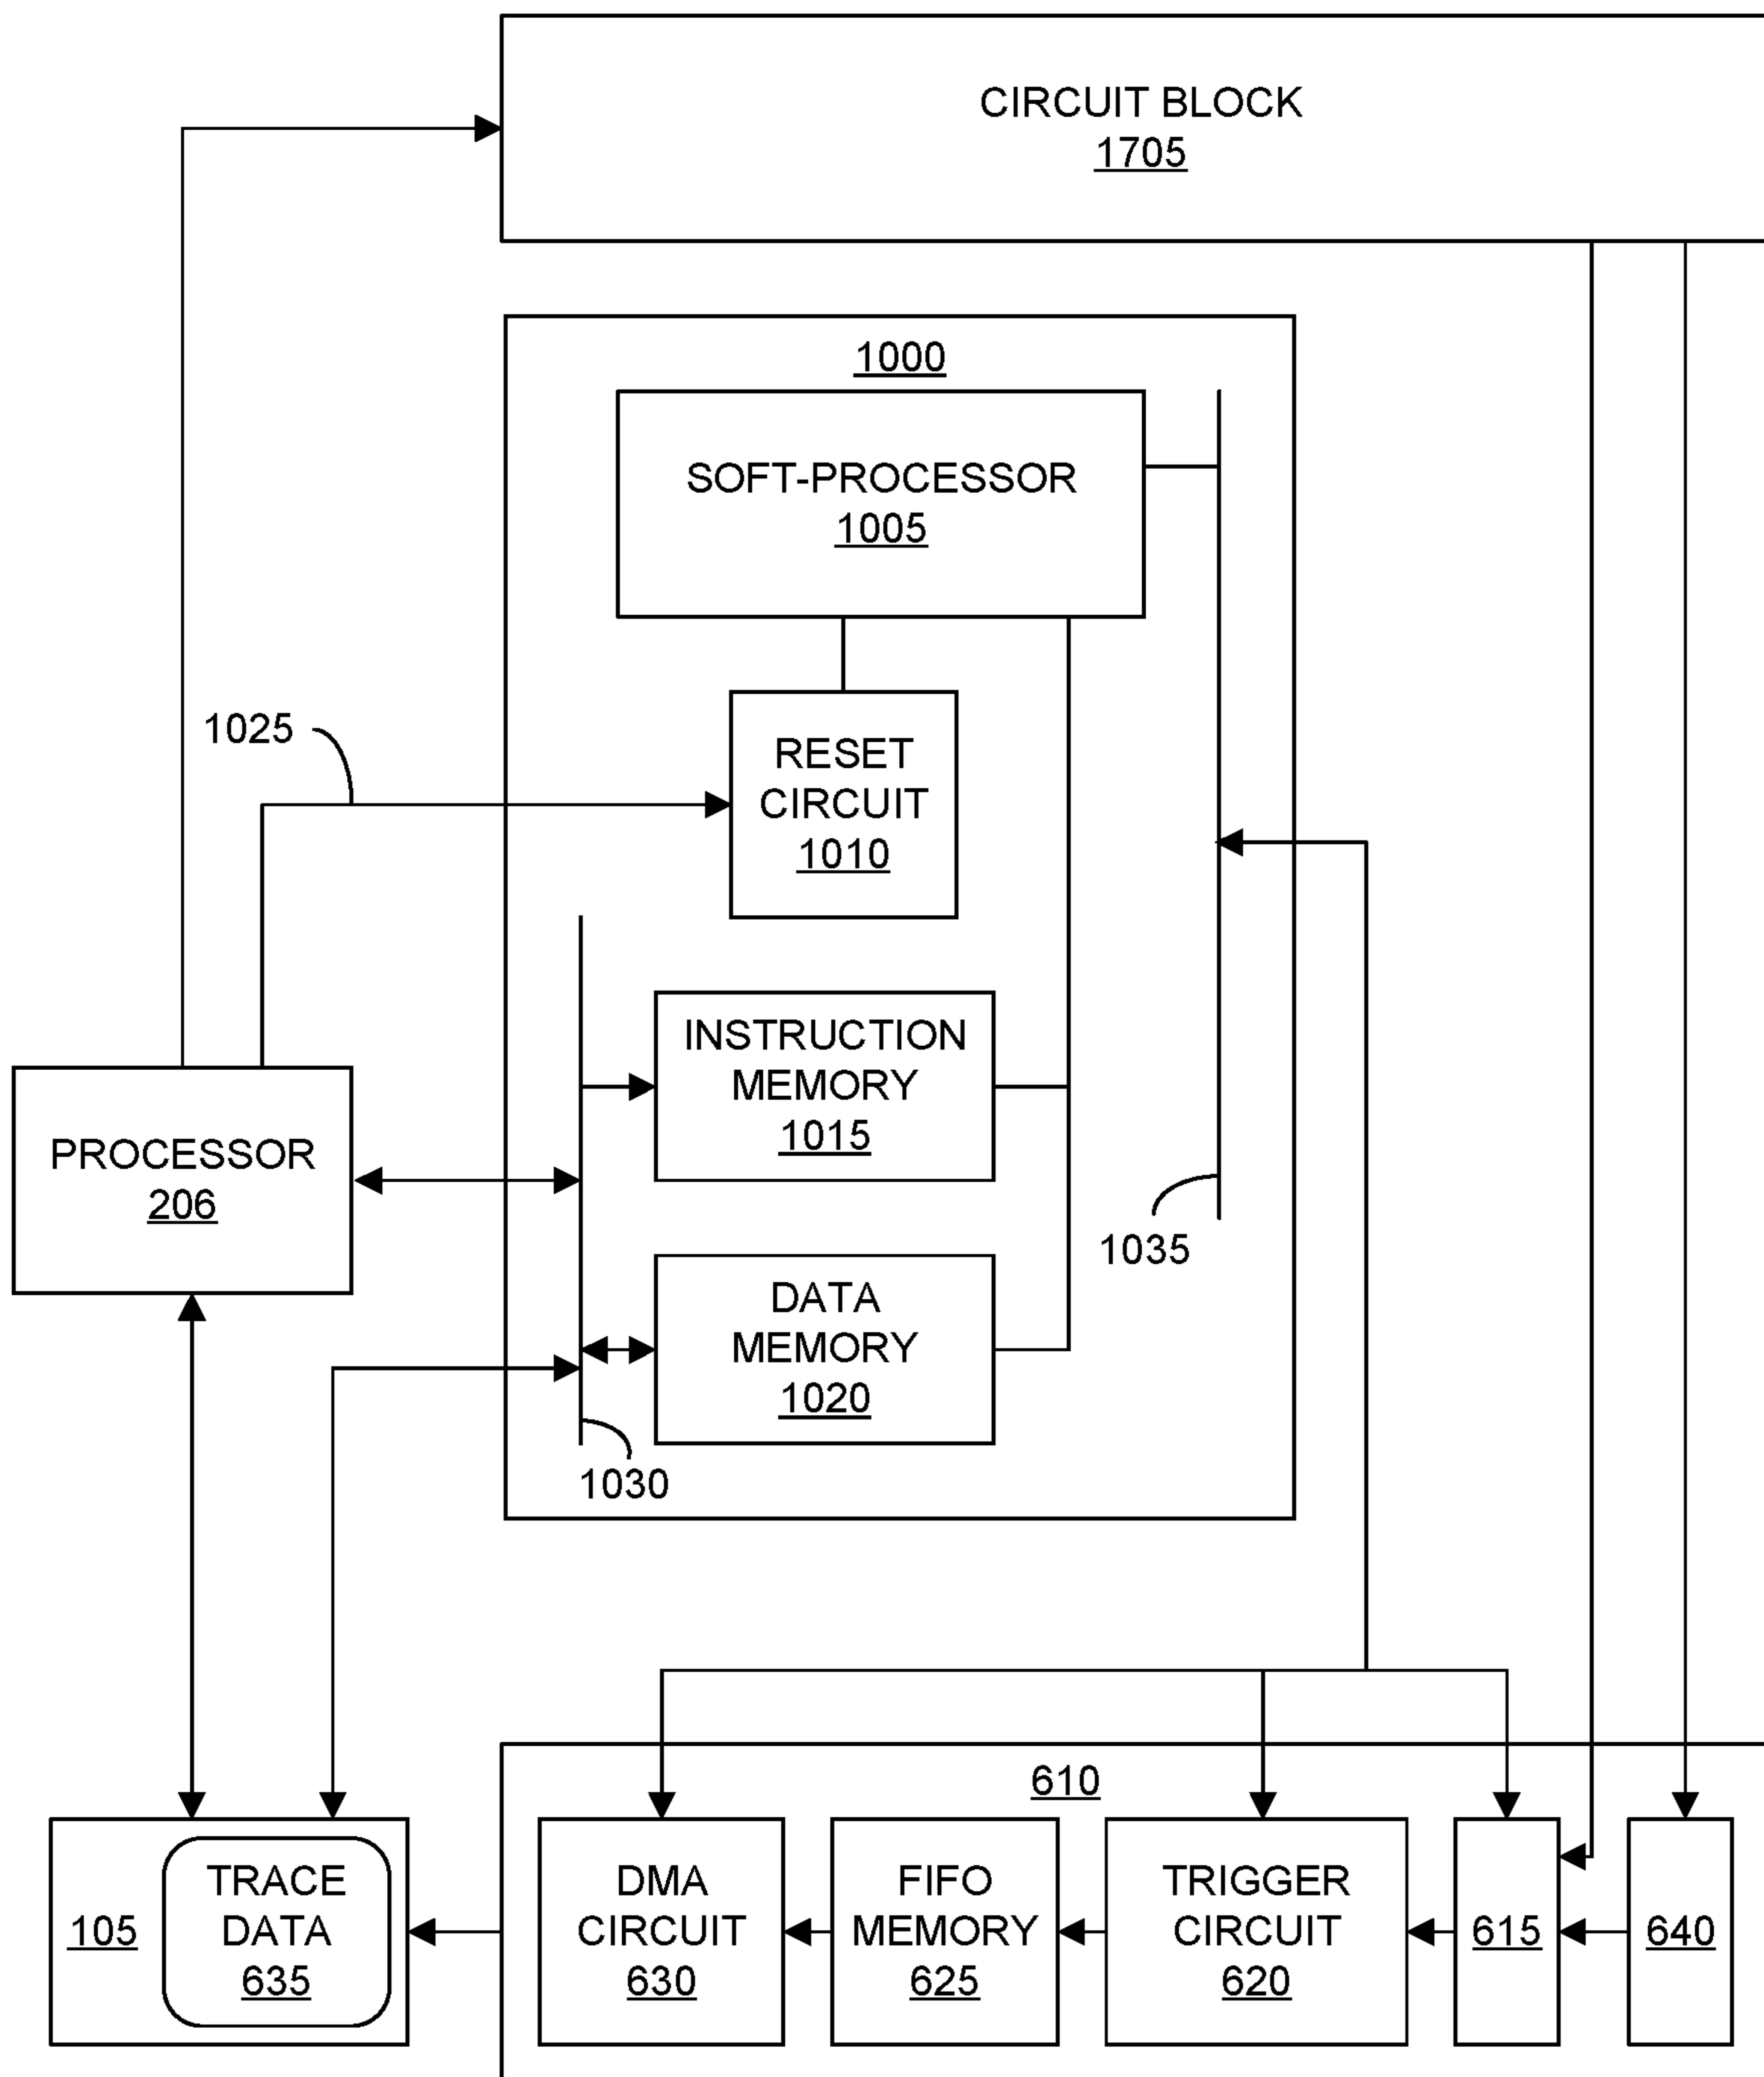 CIRCUIT BLOCK
1705
1000
SOFT-PROCESSOR
1005
1025
RESET
CIRCUIT
1010
INSTRUCTION
MEMORY
1015
PROCESSOR
206
1035
DATA
MEMORY
1020
1030
610
105
TRACE
DATA
635
DMA
CIRCUIT
630
FIFO
MEMORY
625
TRIGGER
CIRCUIT
620
615
640